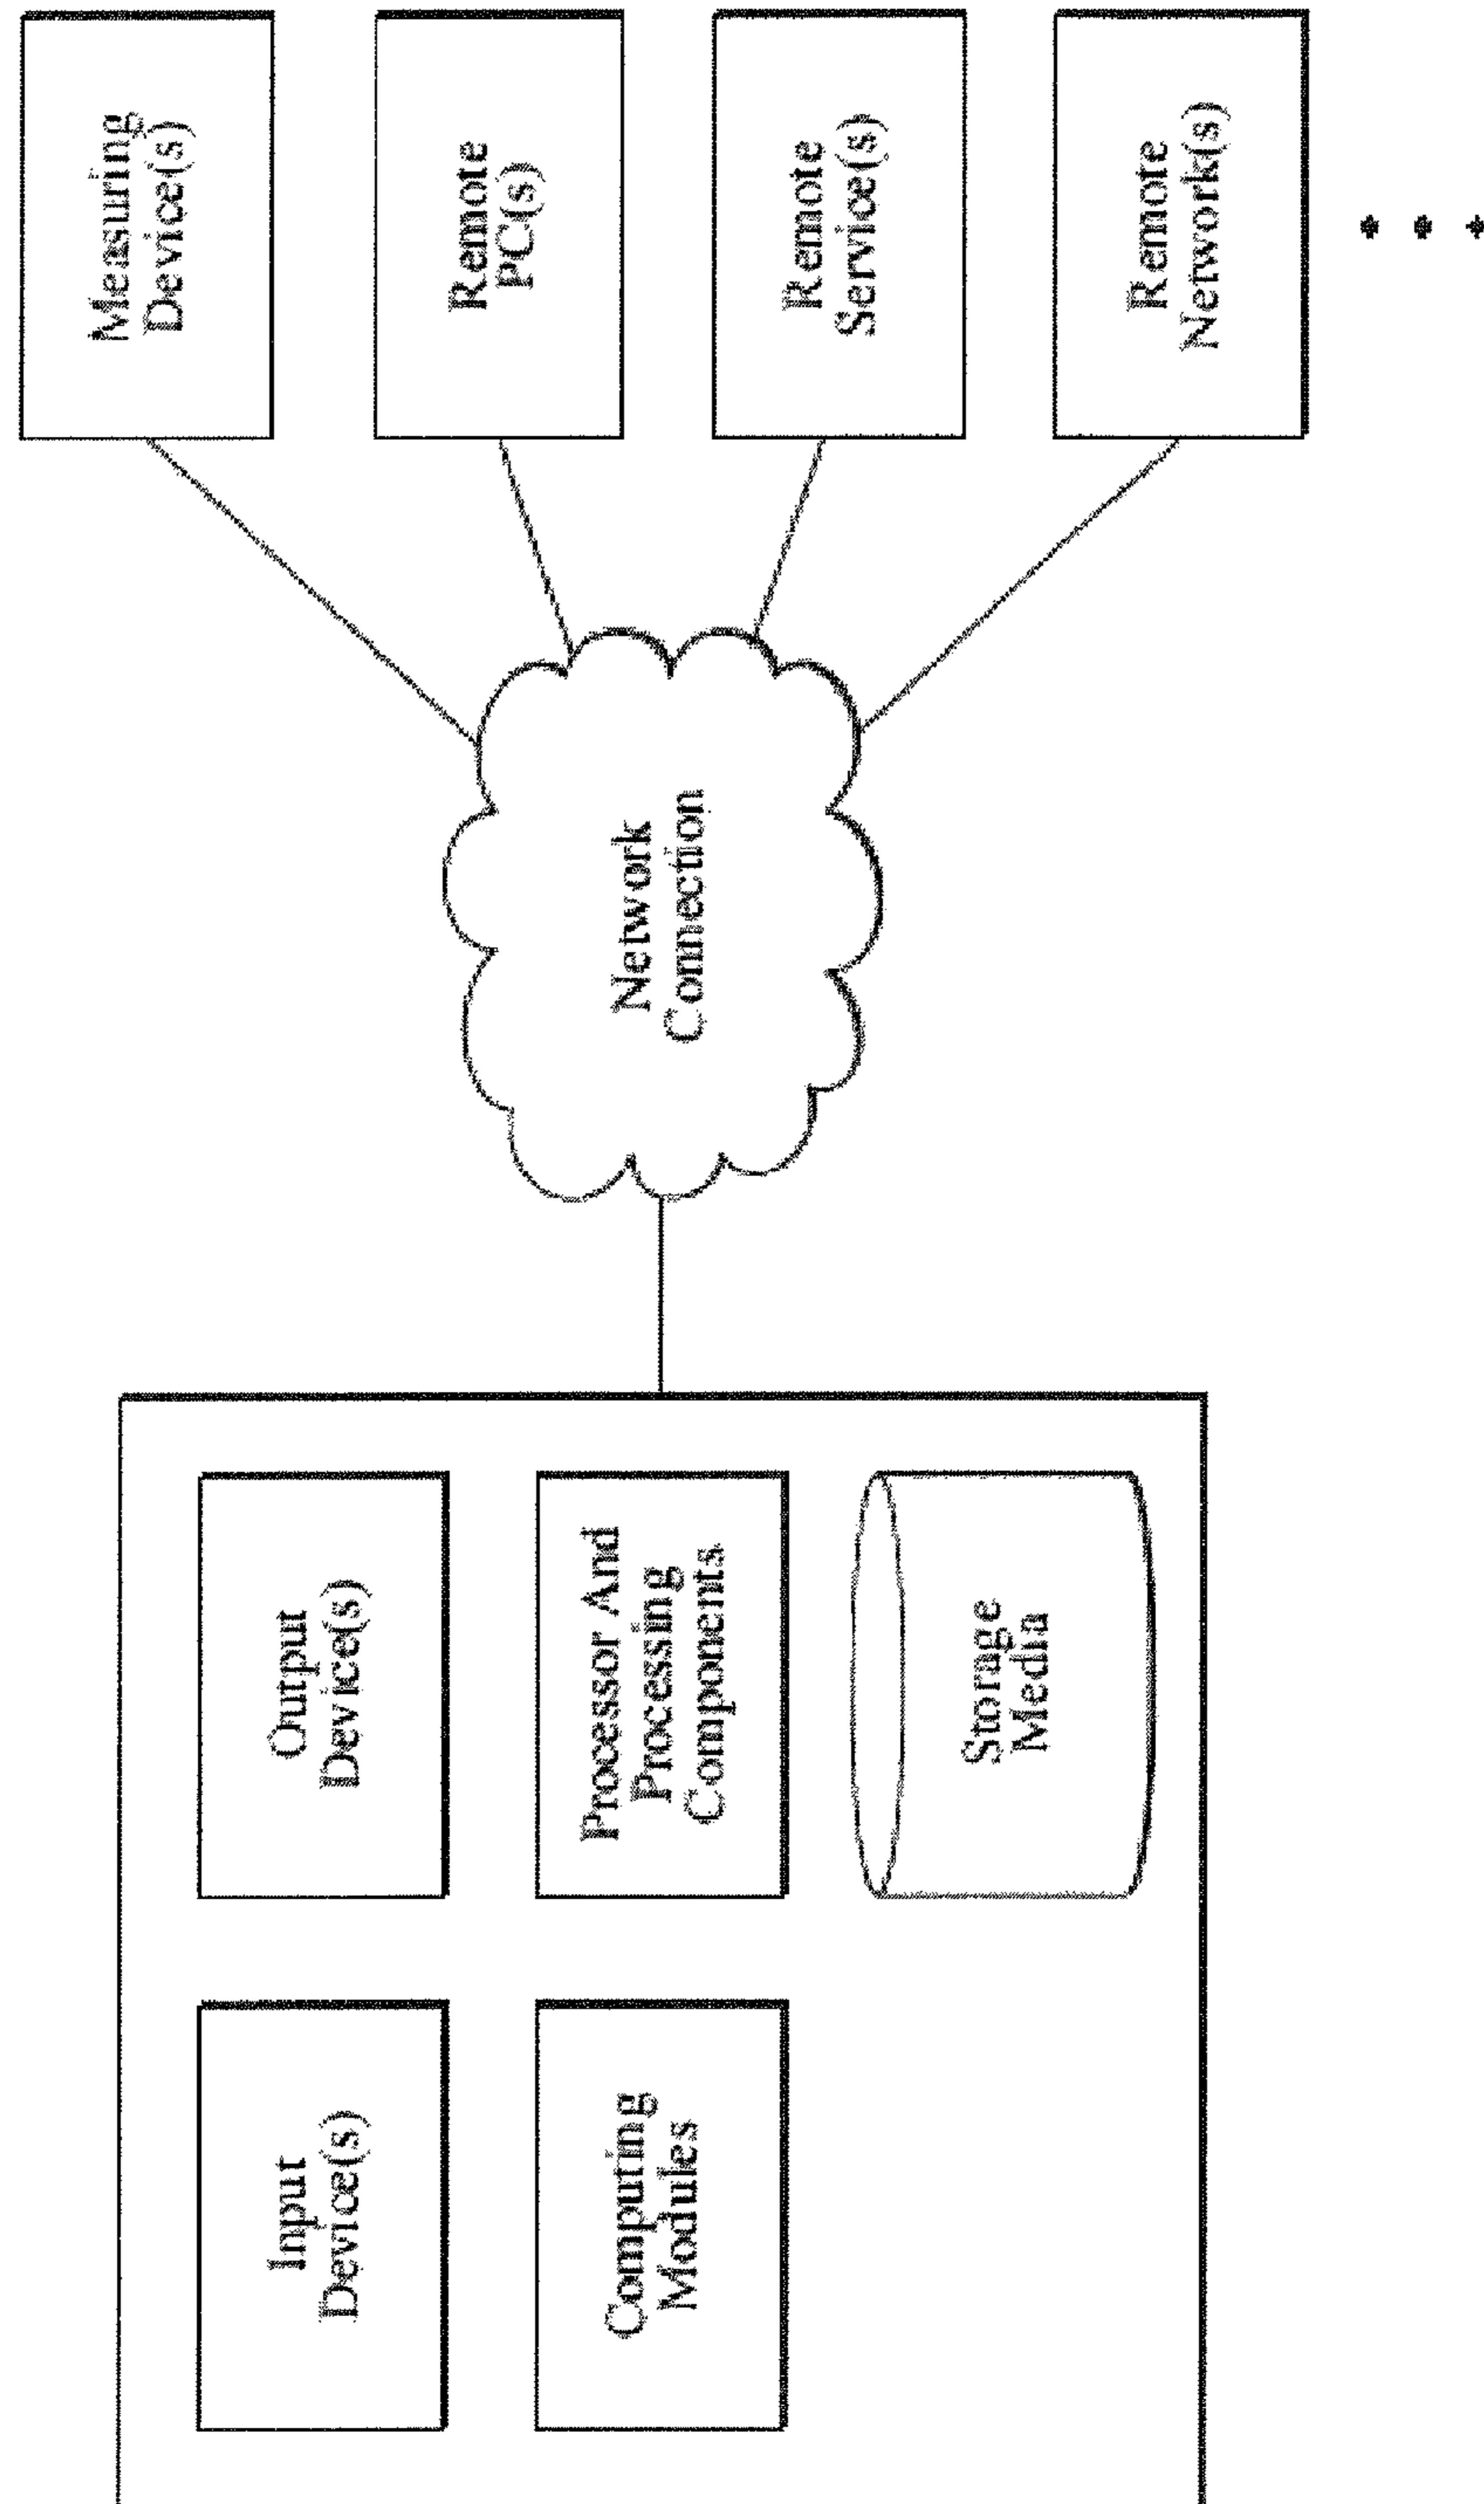 Input
Device(s)
Output
Device(s)
Computing
Modules
Processor And
Processing
Components
Storage
Media
Network
Connection
Measuring
Device(s)
Remote
PC(s)
Remote
Service(s)
Remote
Network(s)